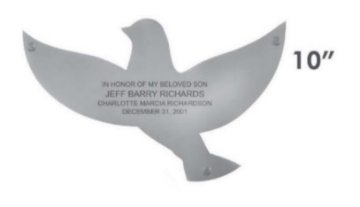 IN HONOR OF MY BELOVED SON
JEFF BARRY RICHARDS
CHARLOTTE MARCIA RICHARDSON
DECEMBER 31, 2001
10"